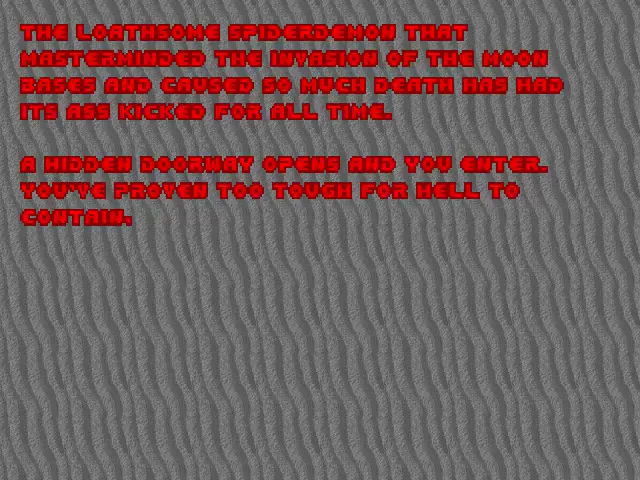 THE LOATHSOME SPIDERDEMON THAT
MASTERMINDED THE INVASION OF THE MOON
BASES AND CAUSED SO MUCH DEATH HAS HAD
ITS ASS KICKED FOR ALL TIME.
A HIDDEN DOORWAY OPENS AND YOU ENTER.
YOU'VE PROVEN TOO TOUGH FOR HELL TO
CONTAIN,